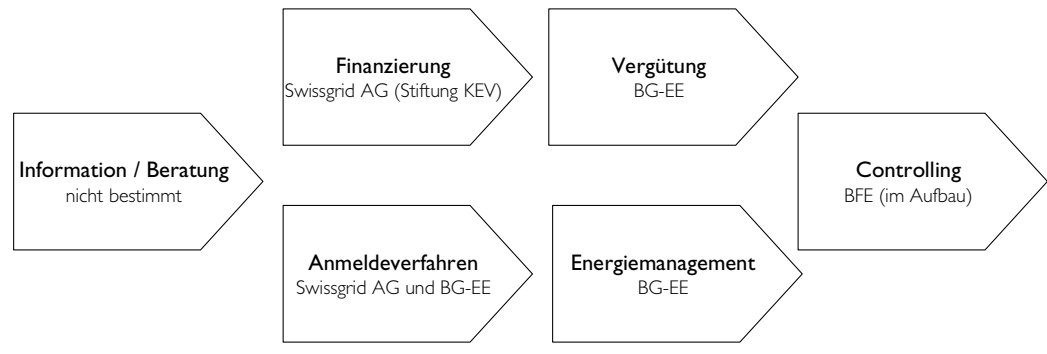 Information / Beratung
nicht bestimmt
Finanzierung
Swissgrid AG (Stiftung KEV)
Vergütung
BG-EE
Anmeldeverfahren
Swissgrid AG und BG-EE
Energiemanagement
BG-EE
Controlling
BFE (im Aufbau)